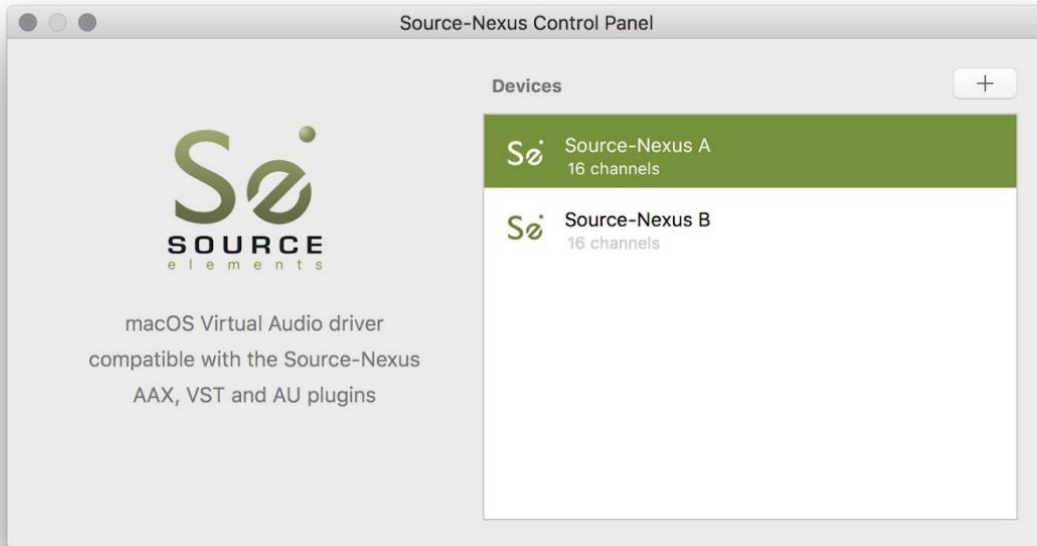 Source-Nexus Control Panel
Se
SOURCE
elements
macOS Virtual Audio driver
compatible with the Source-Nexus
AAX, VST and AU plugins
Devices
+
Se
Source-Nexus A
16 channels
Se
Source-Nexus B
16 channels